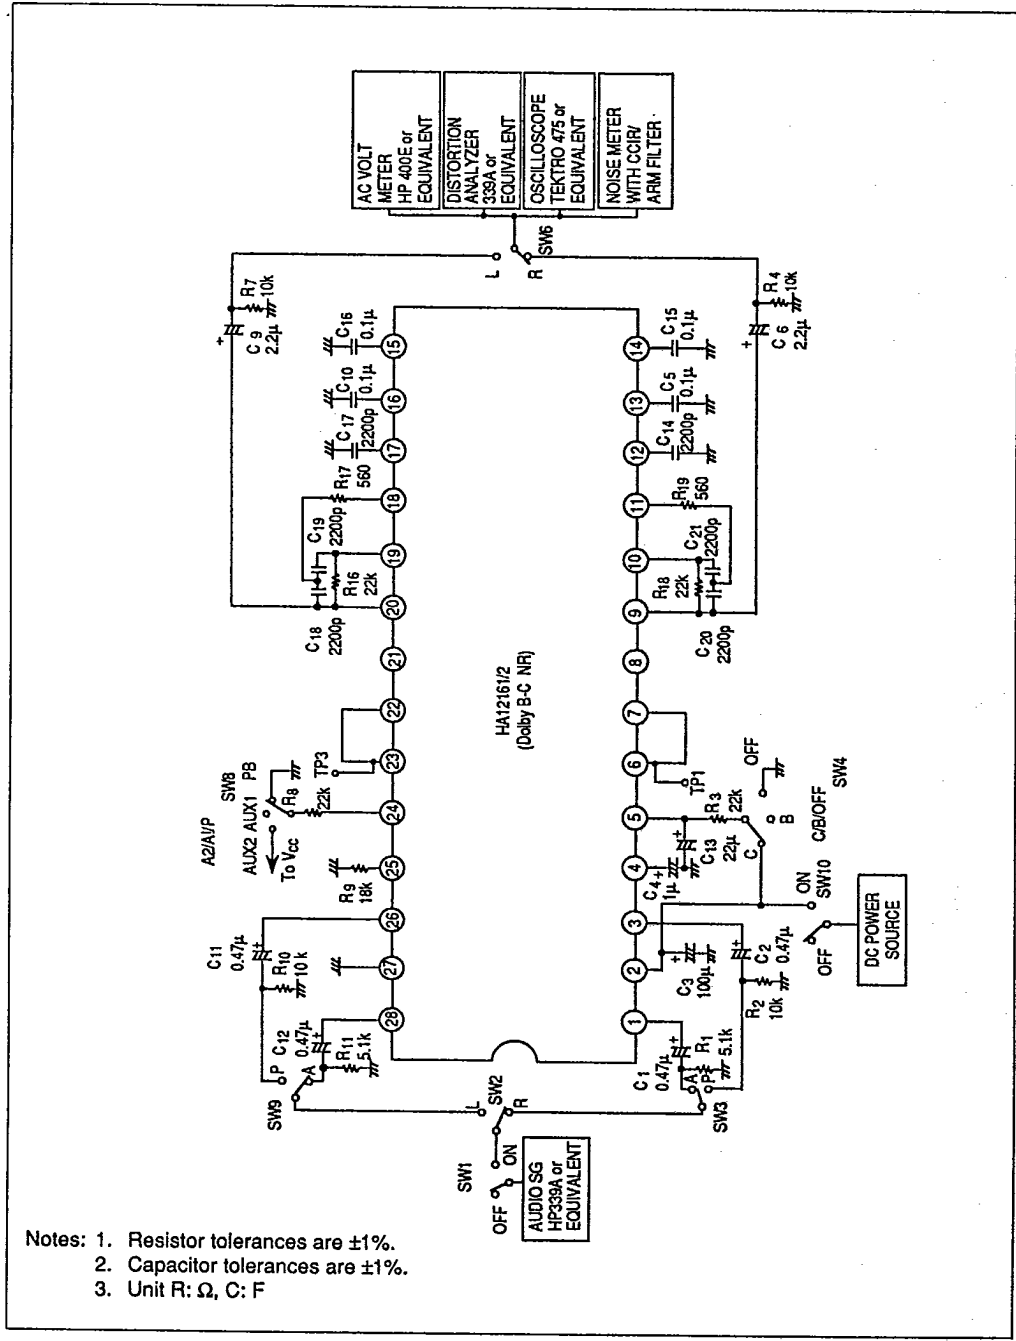 AC VOLT
METER
HP 400E or
EQUIVALENT
DISTORTION
ANALYZER
339A or
EQUIVALENT
OSCILLOSCOPE
TEKTRO 475 or
EQUIVALENT
NOISE METER
WITH CCIR/
ARM FILTER
L
R
SW6
R7
10k
+
C 9
2.2μ
R 4
10k
+
C 6
2.2μ
C16
0.1μ
C10
0.1μ
C17
2200p
R17
560
C19
2200p
R16
22k
C18
2200p
15
16
17
18
19
20
21
22
23
24
25
26
27
28
14
13
12
11
10
9
8
7
6
5
4
3
2
1
C15
0.1μ
C5
0.1μ
C14
2200p
R19
560
C21
2200p
R18
22k
C20
2200p
HA12161/2
(Dolby B-C NR)
TP3
TP1
A2/A1/P
SW8
AUX2 AUX1 PB
To Vcc
R8
22k
R9
18k
C11
0.47μ
+
R10
10 k
C12
0.47μ
+
R11
5.1k
P
A
SW9
R3
22k
C13
22μ
+
C4
+
1μ
OFF
B
C
C/B/OFF
SW4
ON
SW10
OFF
DC POWER
SOURCE
C3
100μ
+
C2
0.47μ
+
R2
10k
C1
0.47μ
+
R1
5.1k
A
P
SW3
SW2
L
R
SW1
ON
OFF
AUDIO SG
HP339A or
EQUIVALENT
Notes: 1. Resistor tolerances are ±1%.
2. Capacitor tolerances are ±1%.
3. Unit R: Ω, C: F